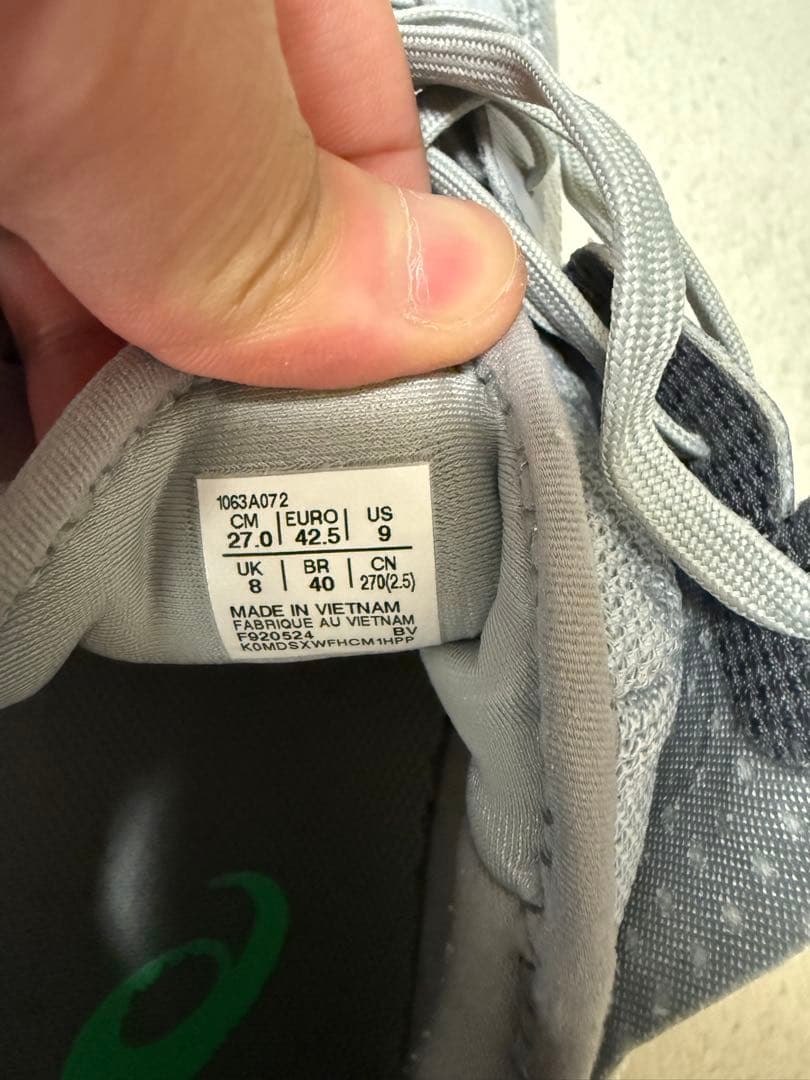 1063A072
CM | EURO | US
27.0 | 42.5 | 9
UK | BR | CN
8 | 40 | 270(2.5)
MADE IN VIETNAM
FABRIQUE AU VIETNAM
F920524 BV
K0MDSXWFHCM1HPP